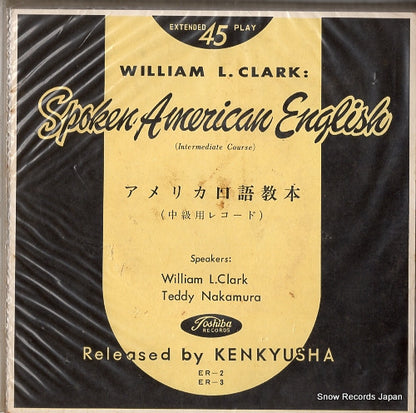 EXTENDED 45 PLAY
WILLIAM L. CLARK:
Spoken American English
(Intermediate Course)
アメリカ口語教本
(中級用レコード)
Speakers:
William L.Clark
Teddy Nakamura
Toshiba
RECORDS
Released by KENKYUSHA
ER-2
ER-3
Snow Records Japan